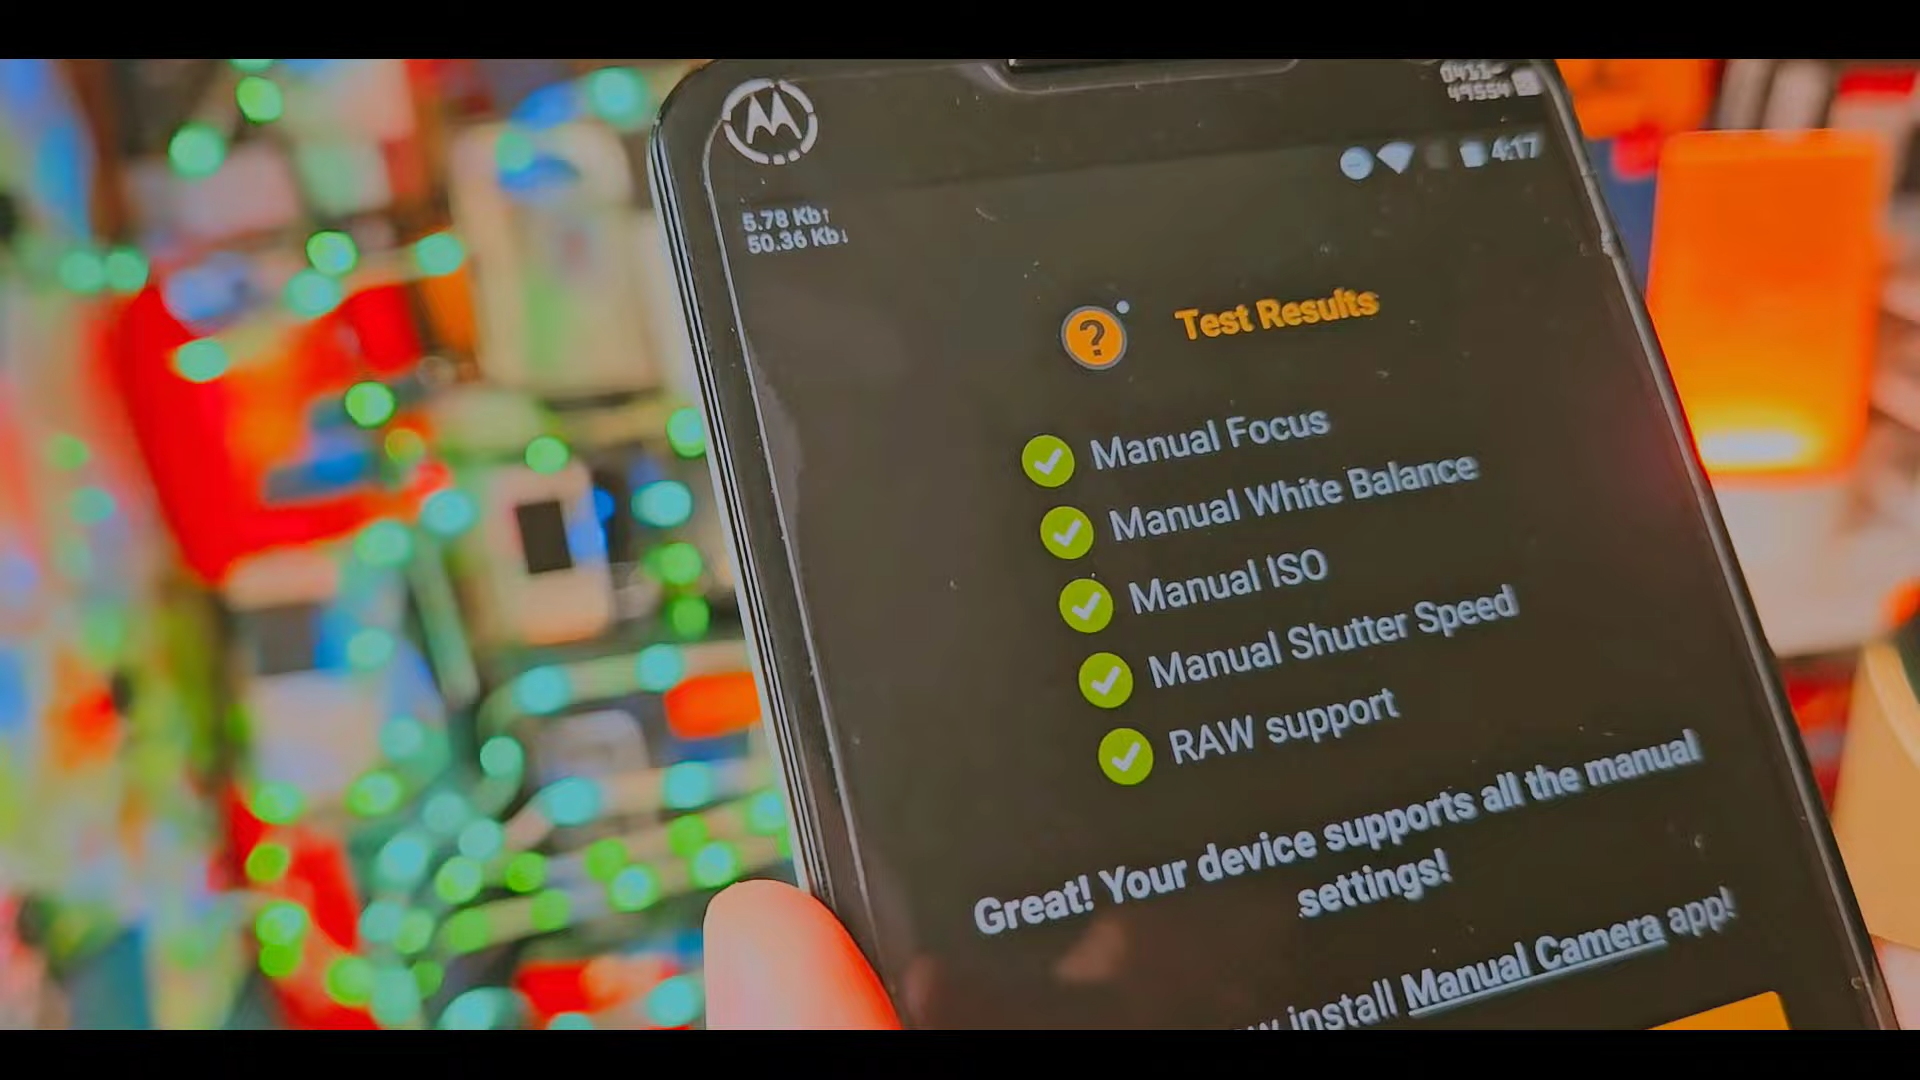 4:17
5.78 Kb↑
50.36 Kb↓
Test Results
Manual Focus
Manual White Balance
Manual ISO
Manual Shutter Speed
RAW support
Great! Your device supports all the manual
settings!
install Manual Camera app!